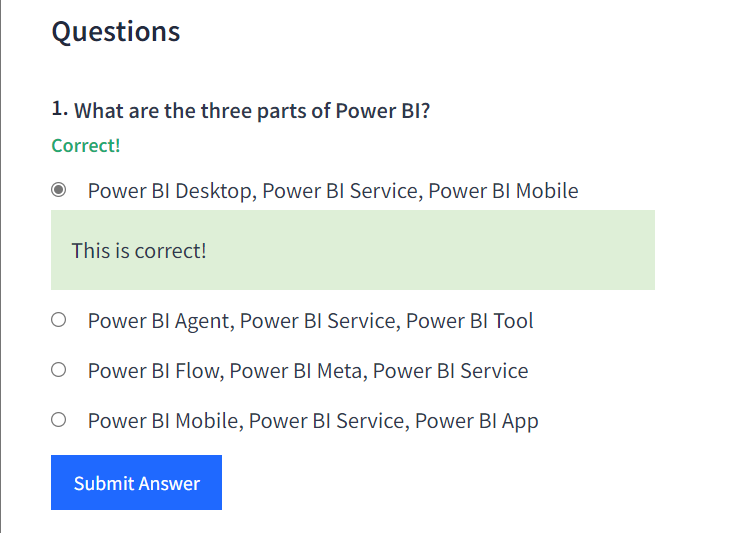 Questions
1. What are the three parts of Power BI?
Correct!
Power BI Desktop, Power BI Service, Power BI Mobile
This is correct!
Power BI Agent, Power BI Service, Power BI Tool
Power BI Flow, Power BI Meta, Power BI Service
Power BI Mobile, Power BI Service, Power BI App
Submit Answer